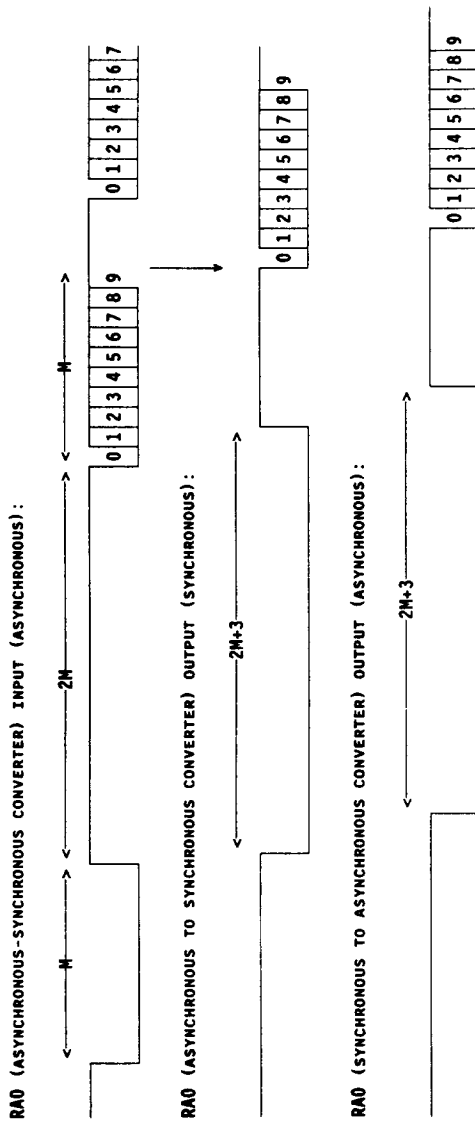 RA0 (ASYNCHRONOUS-SYNCHRONOUS CONVERTER) INPUT (ASYNCHRONOUS):
M 2M M
0 1 2 3 4 5 6 7 8 9 0 1 2 3 4 5 6 7
RA0 (ASYNCHRONOUS TO SYNCHRONOUS CONVERTER) OUTPUT (SYNCHRONOUS):
2M+3
0 1 2 3 4 5 6 7 8 9
RA0 (SYNCHRONOUS TO ASYNCHRONOUS CONVERTER) OUTPUT (ASYNCHRONOUS):
2M+3
0 1 2 3 4 5 6 7 8 9